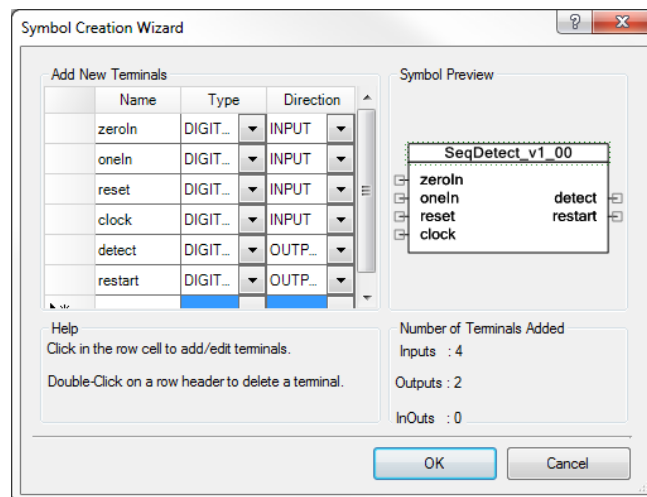 Symbol Creation Wizard
?
Add New Terminals
Name Type Direction
zeroIn DIGIT... INPUT
oneIn DIGIT... INPUT
reset DIGIT... INPUT
clock DIGIT... INPUT
detect DIGIT... OUTP...
restart DIGIT... OUTP...
Symbol Preview
SeqDetect_v1_00
zeroIn
oneIn detect
reset restart
clock
Help
Click in the row cell to add/edit terminals.
Double-Click on a row header to delete a terminal.
Number of Terminals Added
Inputs : 4
Outputs : 2
InOuts : 0
OK Cancel